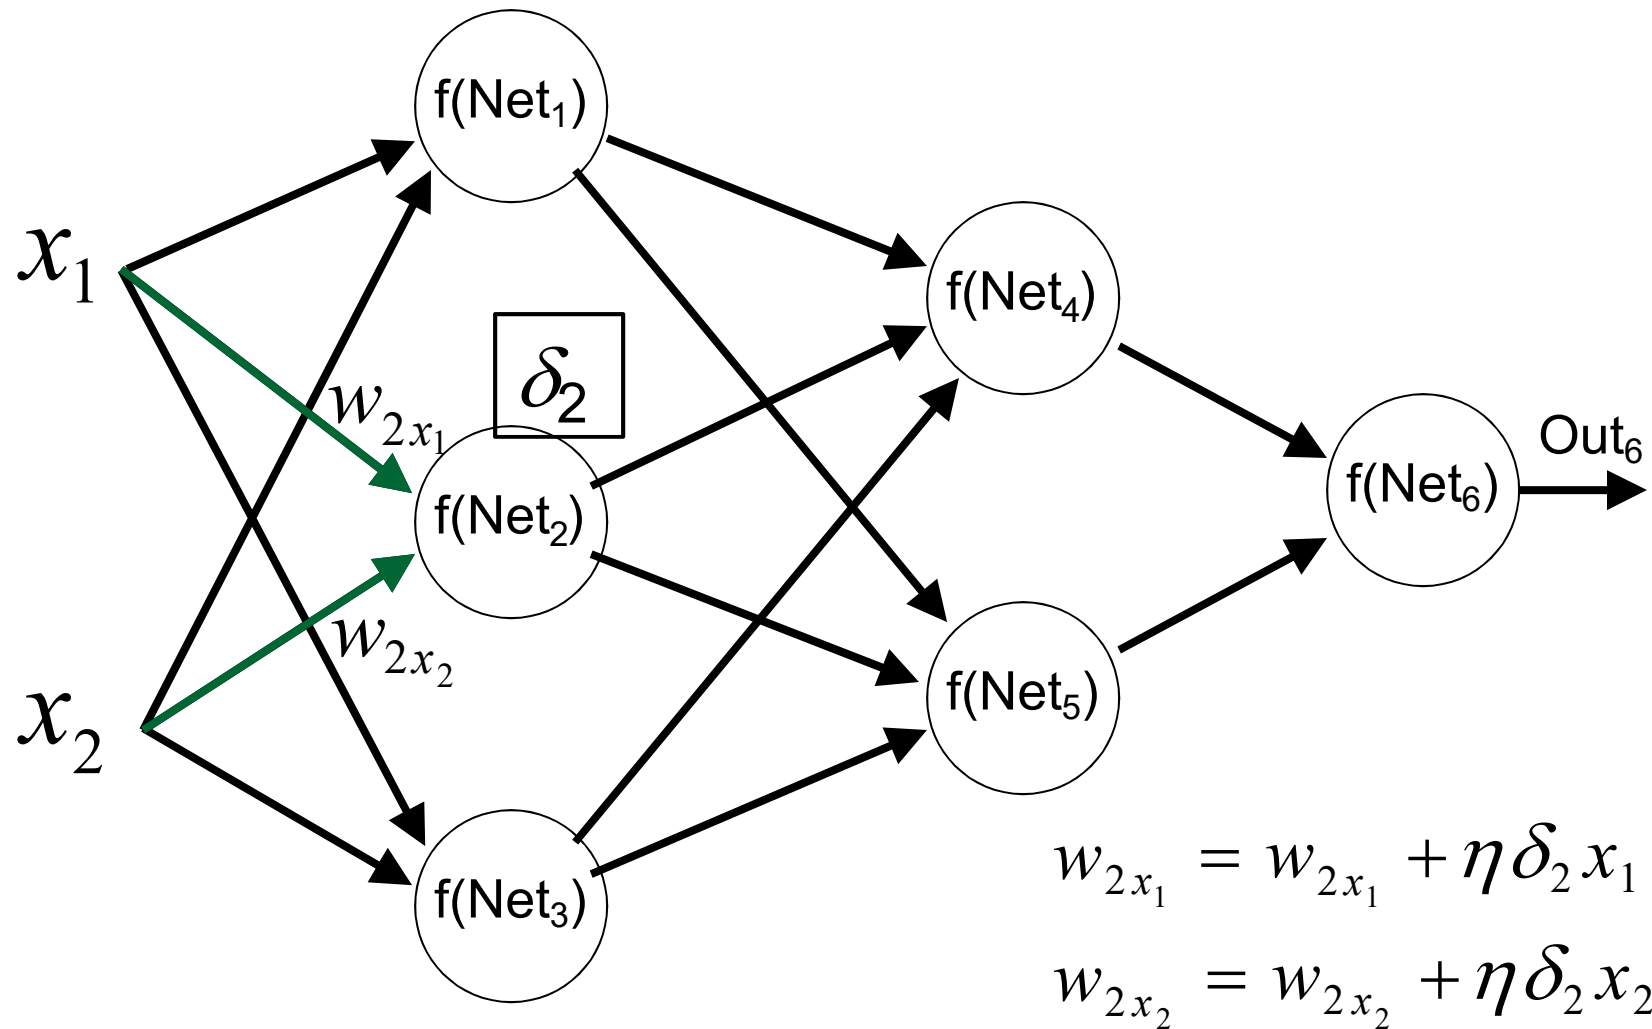 f(Net₁)
x₁
f(Net₄)
δ₂
w₂ₓ₁
Out₆
f(Net₂)
f(Net₆)
w₂ₓ₂
x₂
f(Net₅)
f(Net₃)
w₂ₓ₁ = w₂ₓ₁ + ηδ₂x₁
w₂ₓ₂ = w₂ₓ₂ + ηδ₂x₂